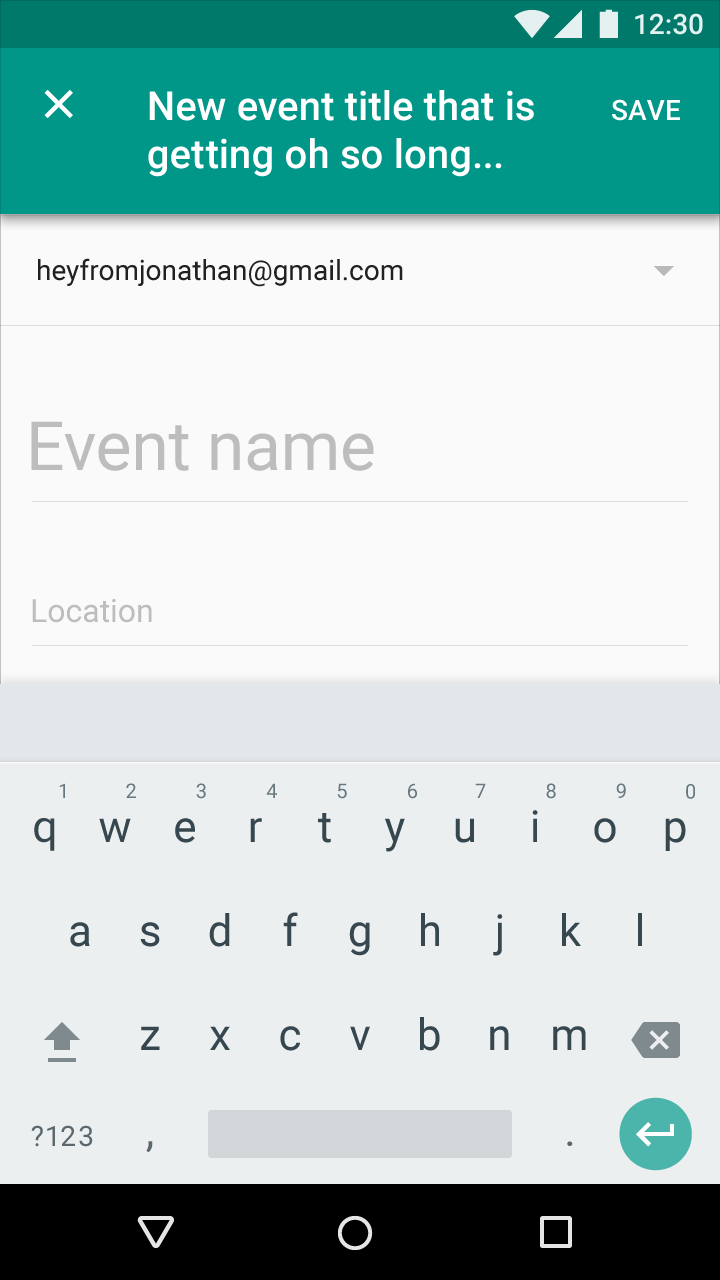 12:30
New event title that is
getting oh so long...
SAVE
heyfromjonathan@gmail.com
Event name
Location
1 2 3 4 5 6 7 8 9 0
q w e r t y u i o p
a s d f g h j k l
z x c v b n m
?123 , .